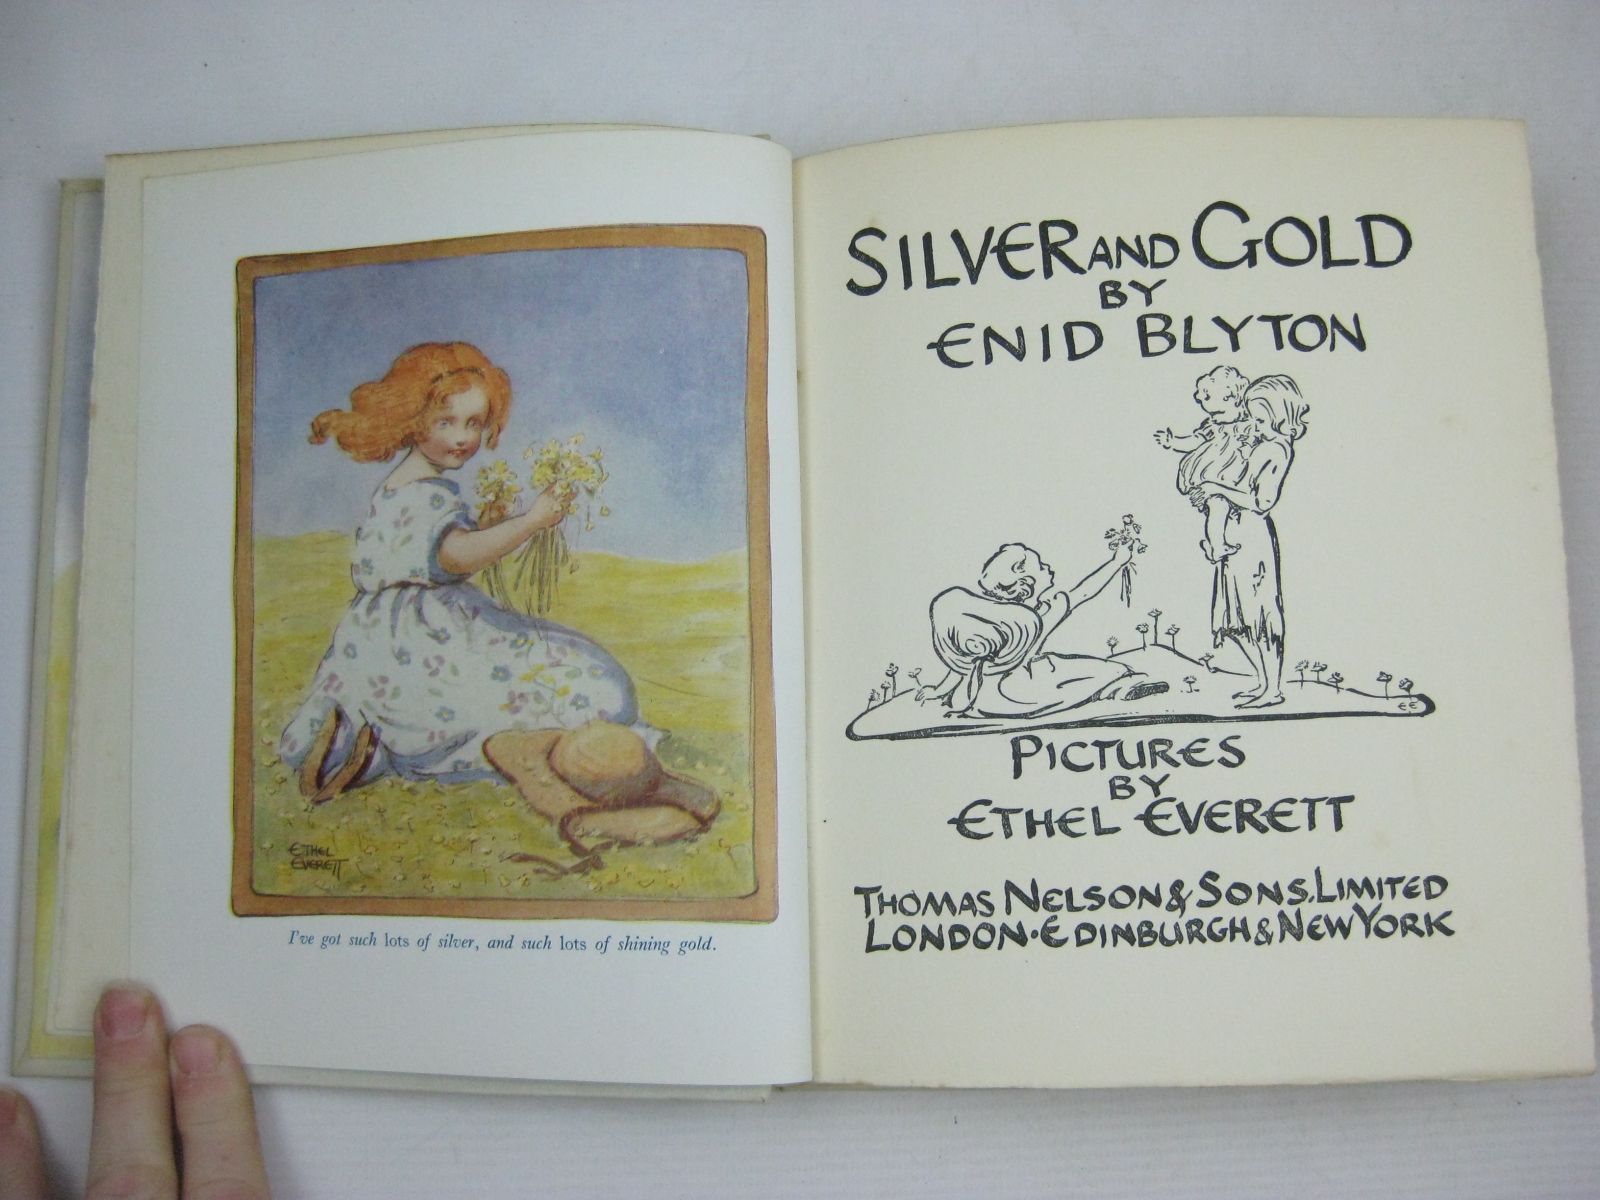 ETHEL
EVERETT
I've got such lots of silver, and such lots of shining gold.
SILVER AND GOLD
BY
ENID BLYTON
EE
PICTURES
BY
ETHEL EVERETT
THOMAS NELSON & SONS, LIMITED
LONDON · EDINBURGH & NEW YORK